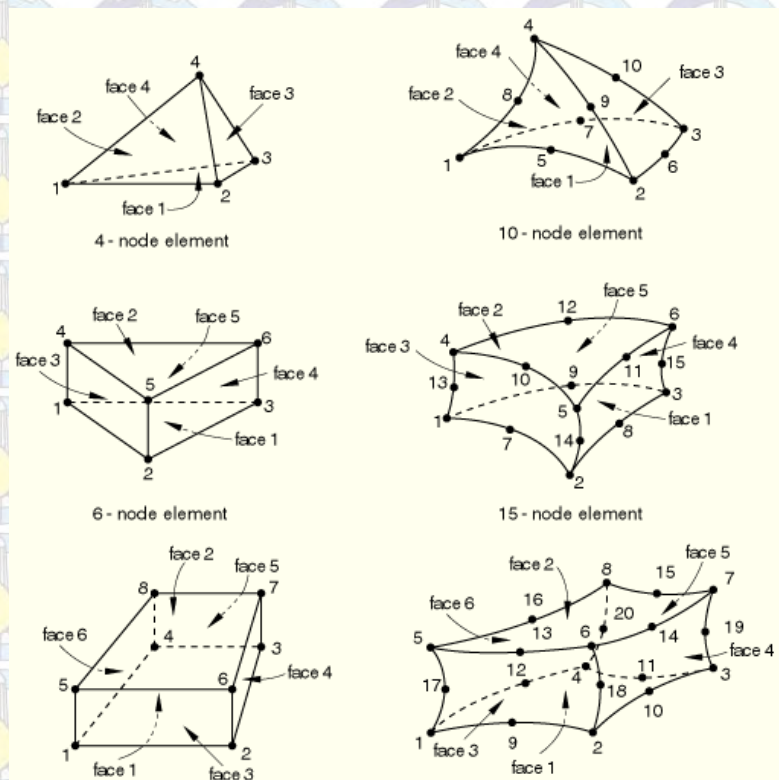 4
face 4
face 3
face 2
1
3
2
face 1
4 - node element
4
face 4
10
face 3
face 2
8
9
7
3
1
5
6
face 1
2
10 - node element
4
face 2
face 5
6
face 3
5
face 4
1
3
face 1
2
6 - node element
12
face 5
face 2
6
4
face 4
face 3
11
15
10
9
13
3
5
face 1
1
7
14
8
2
15 - node element
face 2
8
face 5
7
face 6
4
3
5
6
face 4
1
2
face 1
face 3
8
15
face 5
face 2
7
16
face 6
20
5
13
6
14
19
face 4
12
4
11
3
17
18
10
1
9
2
face 3
face 1